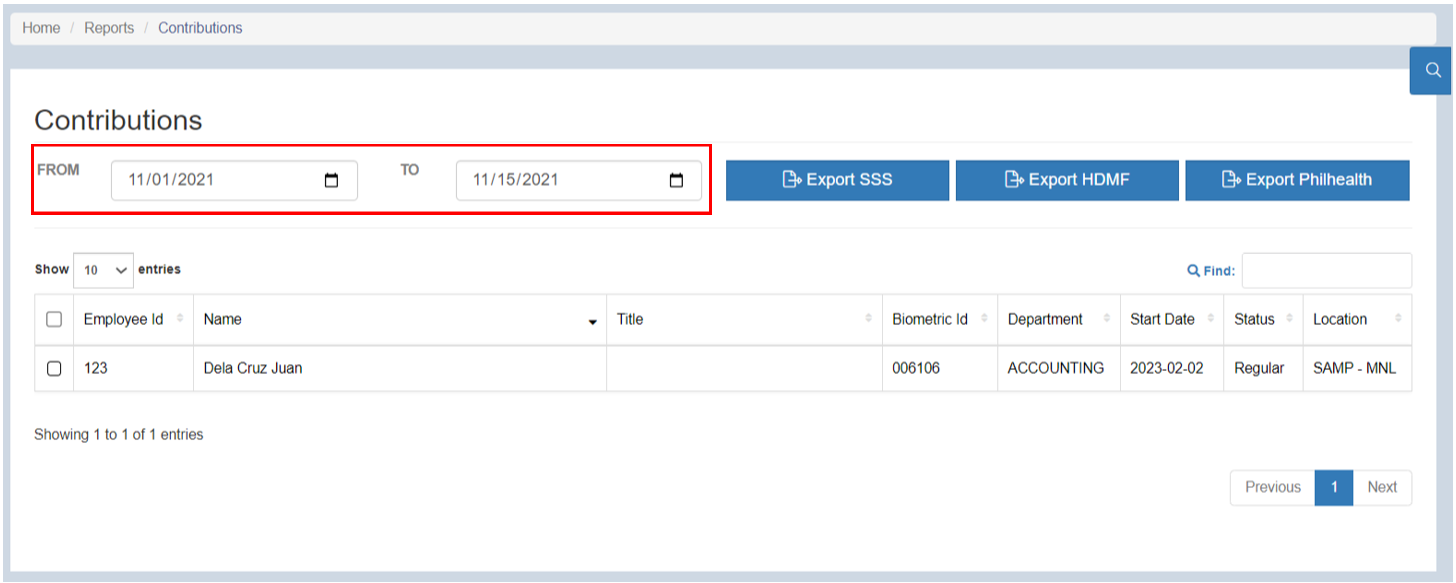 Home / Reports / Contributions
Contributions
FROM 11/01/2021 TO 11/15/2021 Export SSS Export HDMF Export Philhealth
Show 10 entries Find:
Employee Id Name Title Biometric Id Department Start Date Status Location
123 Dela Cruz Juan 006106 ACCOUNTING 2023-02-02 Regular SAMP - MNL
Showing 1 to 1 of 1 entries
Previous 1 Next